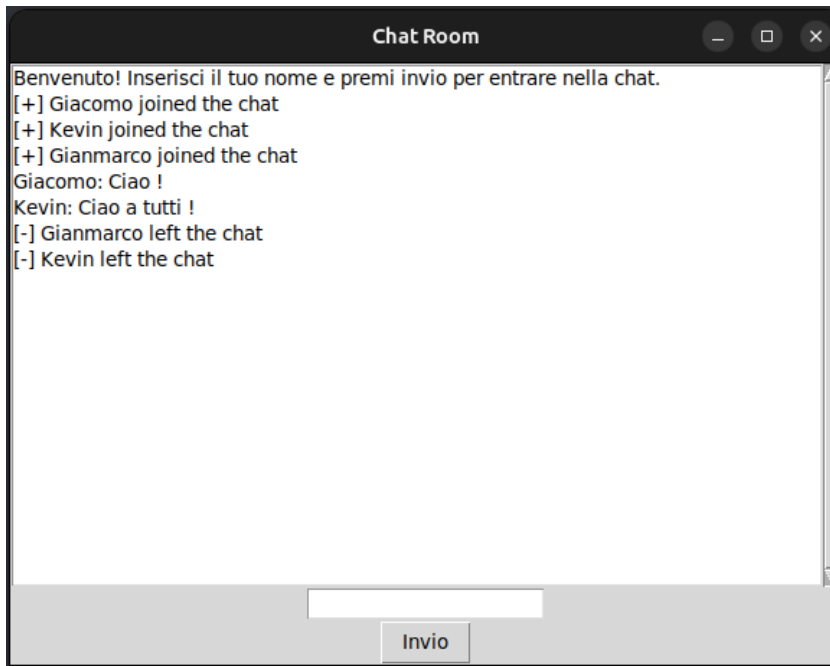 Chat Room
Benvenuto! Inserisci il tuo nome e premi invio per entrare nella chat.
[+] Giacomo joined the chat
[+] Kevin joined the chat
[+] Gianmarco joined the chat
Giacomo: Ciao !
Kevin: Ciao a tutti !
[-] Gianmarco left the chat
[-] Kevin left the chat
Invio